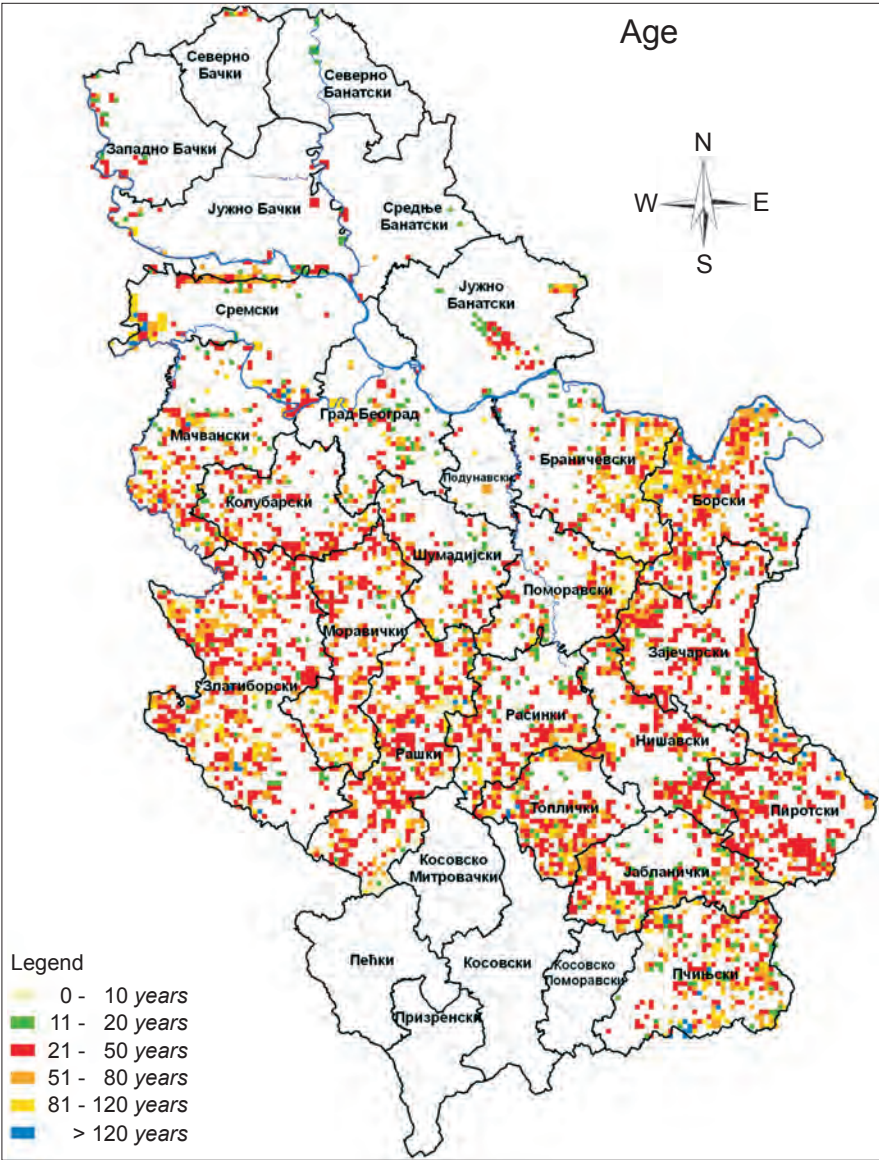 Age
Северно
Бачки
Северно
Банатски
Западно Бачки
N
W
E
S
Јужно Бачки
Средње
Банатски
Јужно
Банатски
Сремски
Град Београд
Мачвански
Подунавски
Браничевски
Борски
Колубарски
Шумадијски
Поморавски
Моравички
Зајечарски
Златиборски
Расинки
Нишавски
Рашки
Топлички
Пиротски
Косовско
Митровачки
Јабланички
Пећки
Косовски
Косовско
Поморавски
Пчињски
Призренски
Legend
0 - 10 years
11 - 20 years
21 - 50 years
51 - 80 years
81 - 120 years
> 120 years